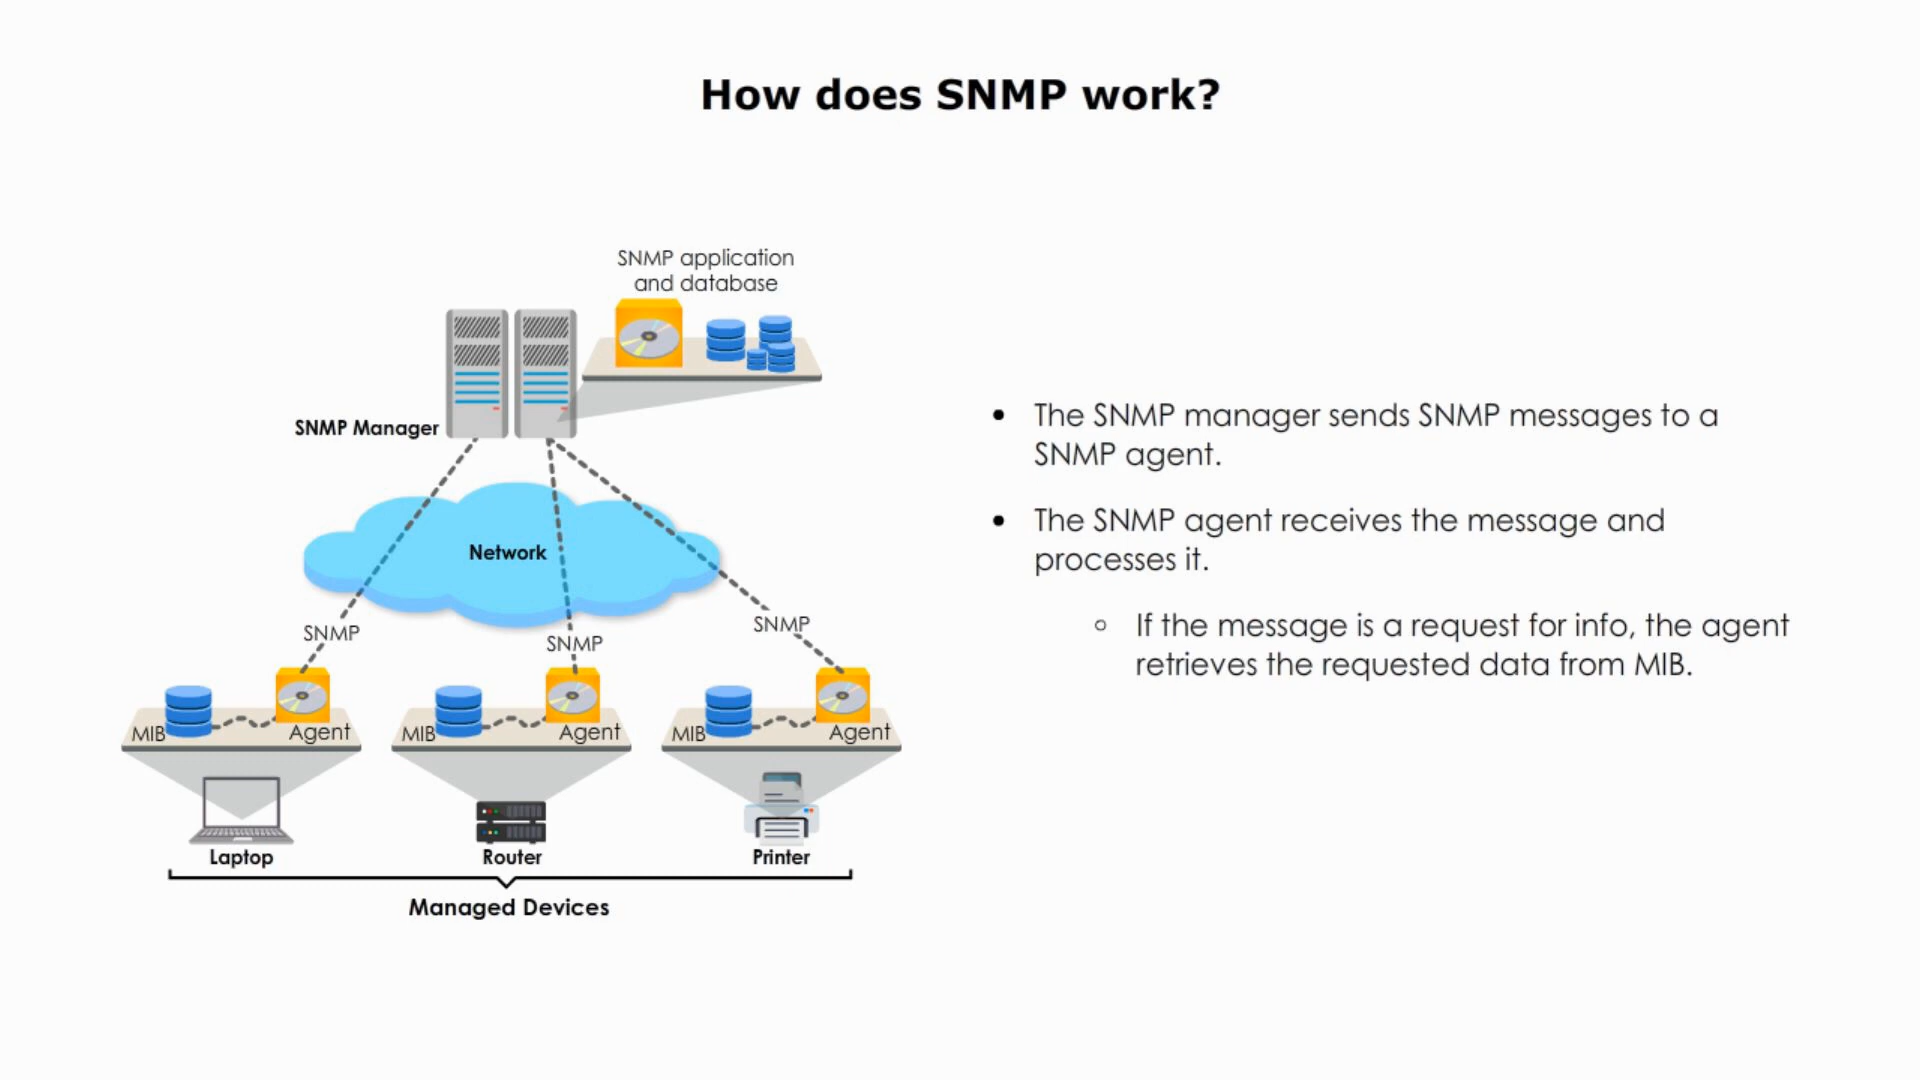 How does SNMP work?
SNMP application
and database
SNMP Manager
Network
SNMP
SNMP
SNMP
MIB
Agent
MIB
Agent
MIB
Agent
Laptop
Router
Printer
Managed Devices
• The SNMP manager sends SNMP messages to a
SNMP agent.
• The SNMP agent receives the message and
processes it.
○ If the message is a request for info, the agent
retrieves the requested data from MIB.